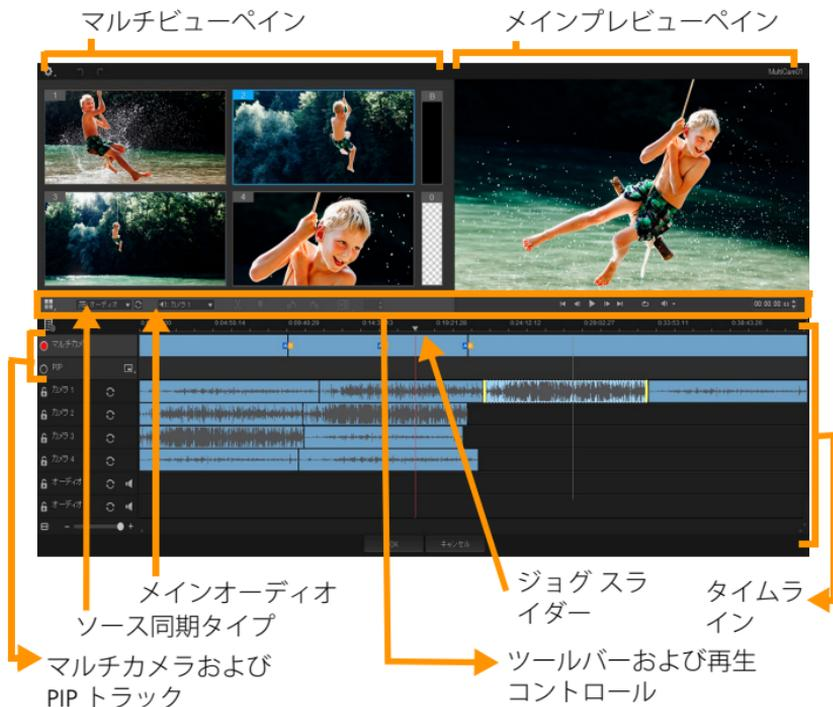 マルチビューペイン
メインプレビューペイン
MultiCam01
1
2
B
3
4
0
オーディオ
カメラ 1
0:04:50.14
0:09:40.29
0:19:21.28
0:24:12.12
0:29:02.27
0:33:53.11
0:38:43.26
マルチカメラ
PIP
カメラ 1
カメラ 2
カメラ 3
カメラ 4
オーディオ
オーディオ
OK
キャンセル
メインオーディオ
ソース同期タイプ
マルチカメラおよび
PIP トラック
ジョグ スラ
イダー
タイムラ
イン
ツールバーおよび再生
コントロール